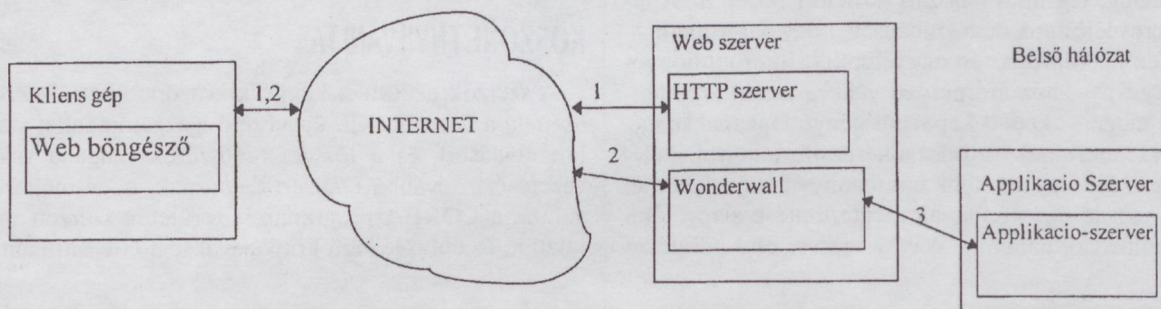 Kliens gép
Web böngésző
1,2
INTERNET
1
2
Web szerver
HTTP szerver
Wonderwall
3
Belső hálózat
Applikacio Szerver
Applikacio-szerver